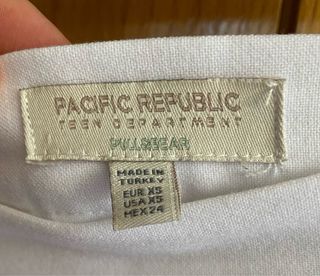 PACIFIC REPUBLIC
TEEN DEPARTMENT
PULL&BEAR
MADE IN
TURKEY
EUR XS
USA XS
MEX 24